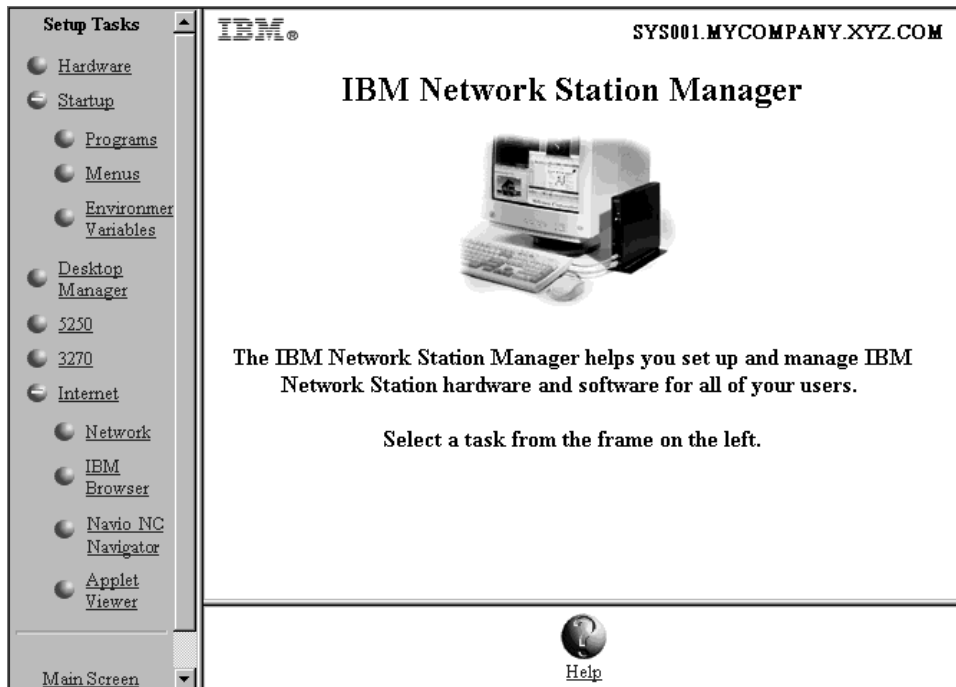 Setup Tasks
Hardware
Startup
Programs
Menus
Environmen
Variables
Desktop
Manager
5250
3270
Internet
Network
IBM
Browser
Navio NC
Navigator
Applet
Viewer
Main Screen
IBM®
SYS001.MYCOMPANY.XYZ.COM
IBM Network Station Manager
The IBM Network Station Manager helps you set up and manage IBM
Network Station hardware and software for all of your users.
Select a task from the frame on the left.
?
Help